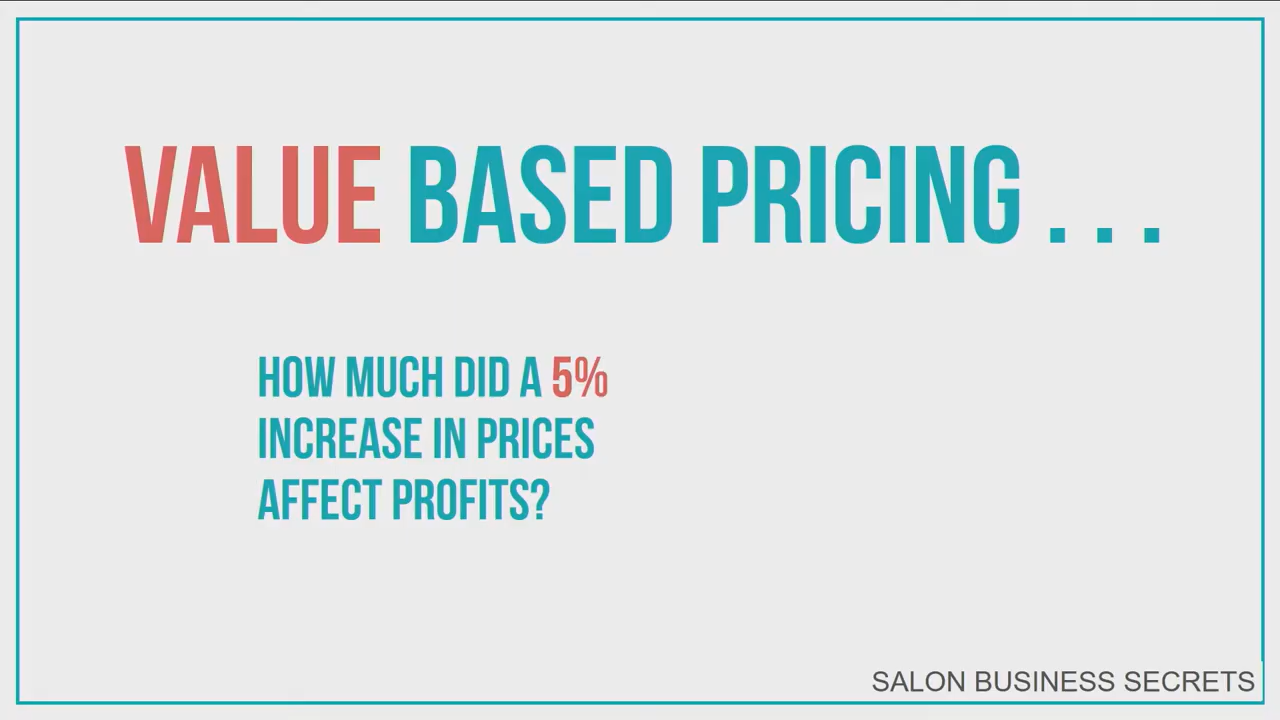 VALUE BASED PRICING . . .
HOW MUCH DID A 5%
INCREASE IN PRICES
AFFECT PROFITS?
SALON BUSINESS SECRETS